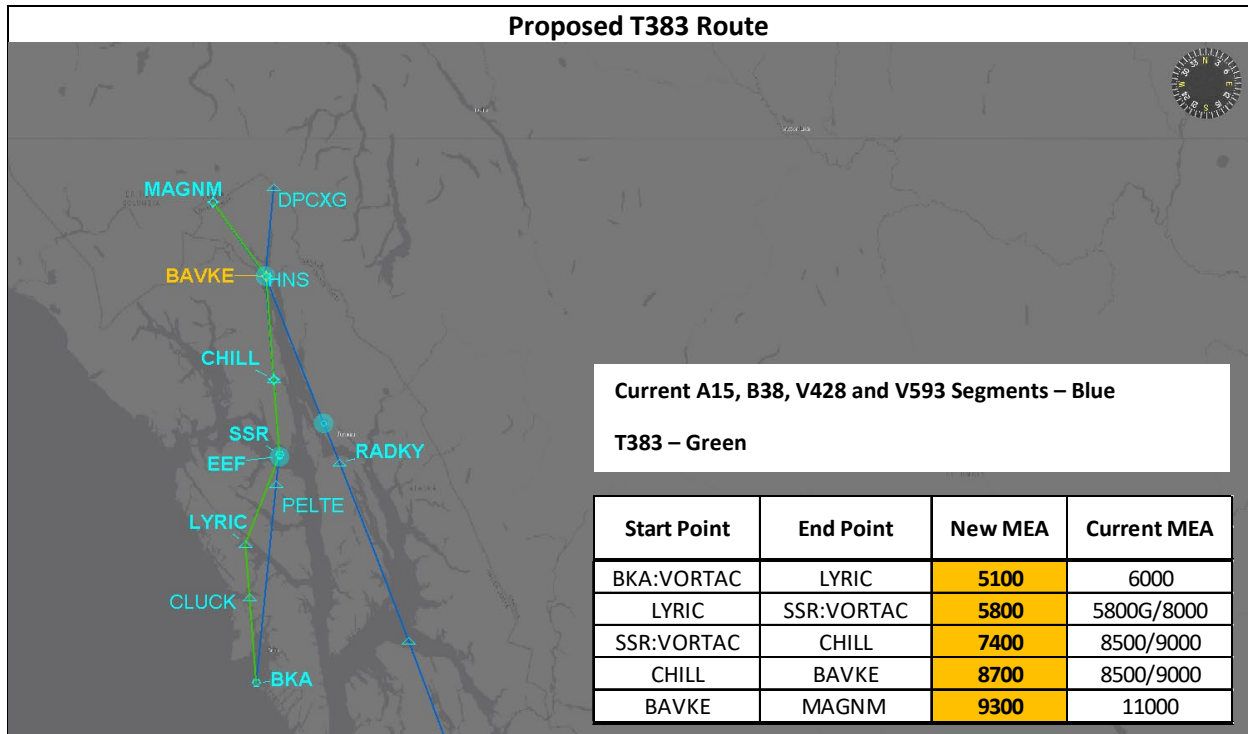 Proposed T383 Route
MAGNM
DPCXG
BAVKE
HNS
CHILL
SSR
EEF
RADKY
PELTE
LYRIC
CLUCK
BKA
N
E
S
W
Current A15, B38, V428 and V593 Segments – Blue
T383 – Green
Start Point End Point New MEA Current MEA
BKA:VORTAC LYRIC 5100 6000
LYRIC SSR:VORTAC 5800 5800G/8000
SSR:VORTAC CHILL 7400 8500/9000
CHILL BAVKE 8700 8500/9000
BAVKE MAGNM 9300 11000